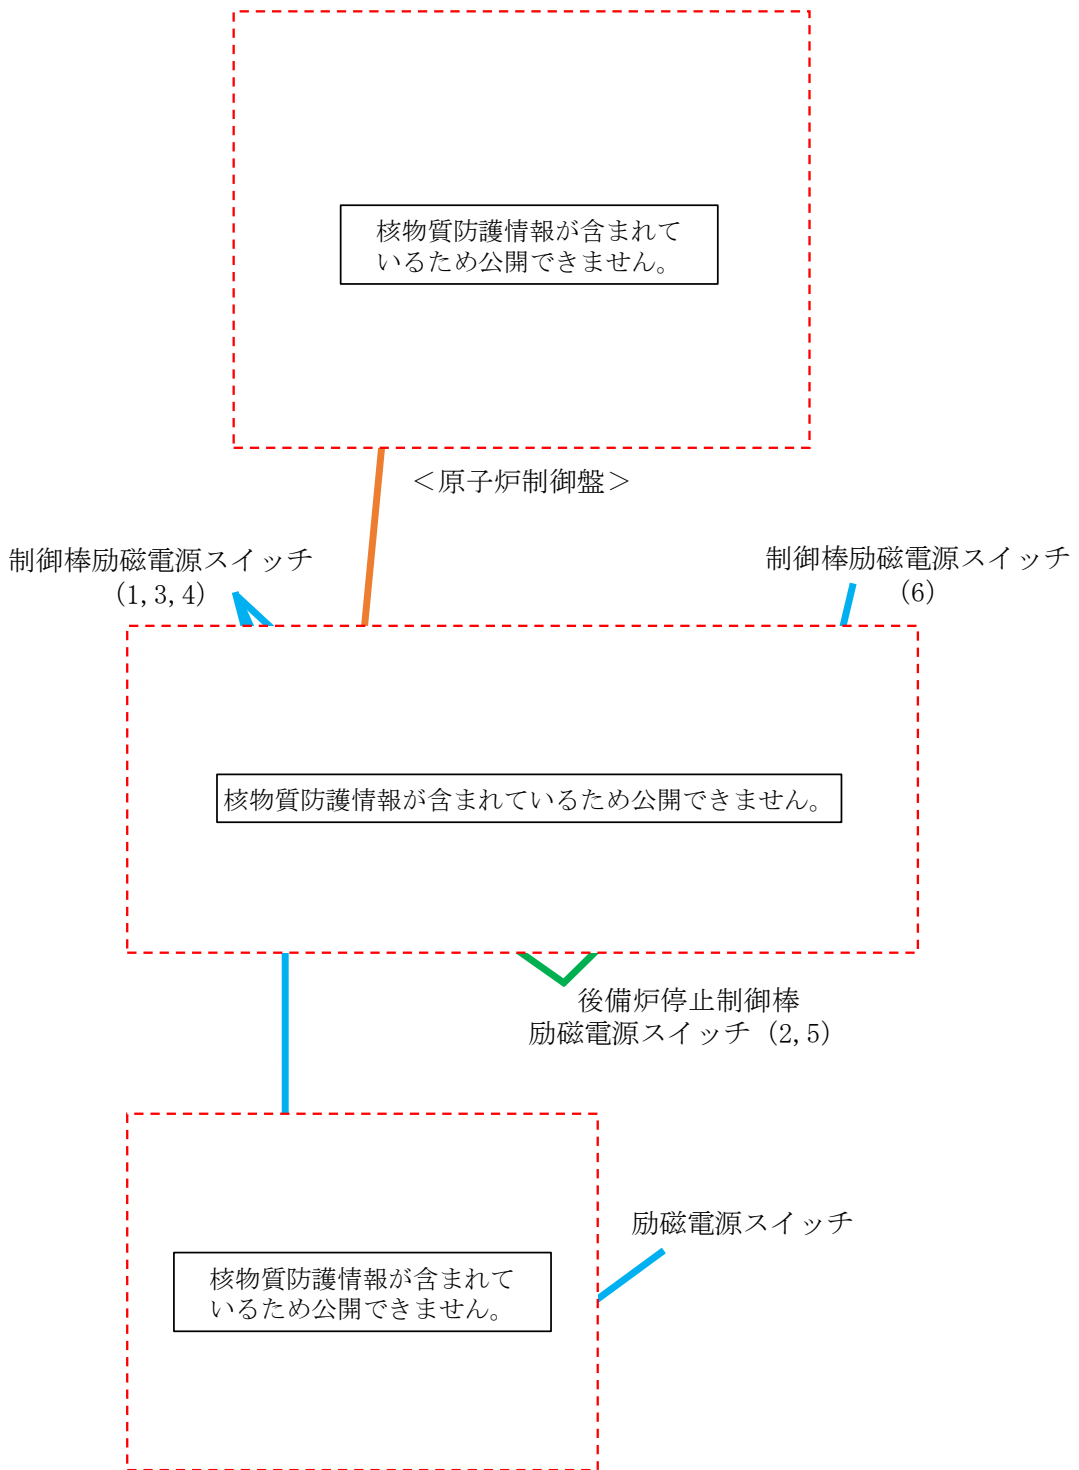 核物質防護情報が含まれて
いるため公開できません。
＜原子炉制御盤＞
制御棒励磁電源スイッチ
(1,3,4)
制御棒励磁電源スイッチ
(6)
核物質防護情報が含まれているため公開できません。
後備炉停止制御棒
励磁電源スイッチ (2,5)
励磁電源スイッチ
核物質防護情報が含まれて
いるため公開できません。